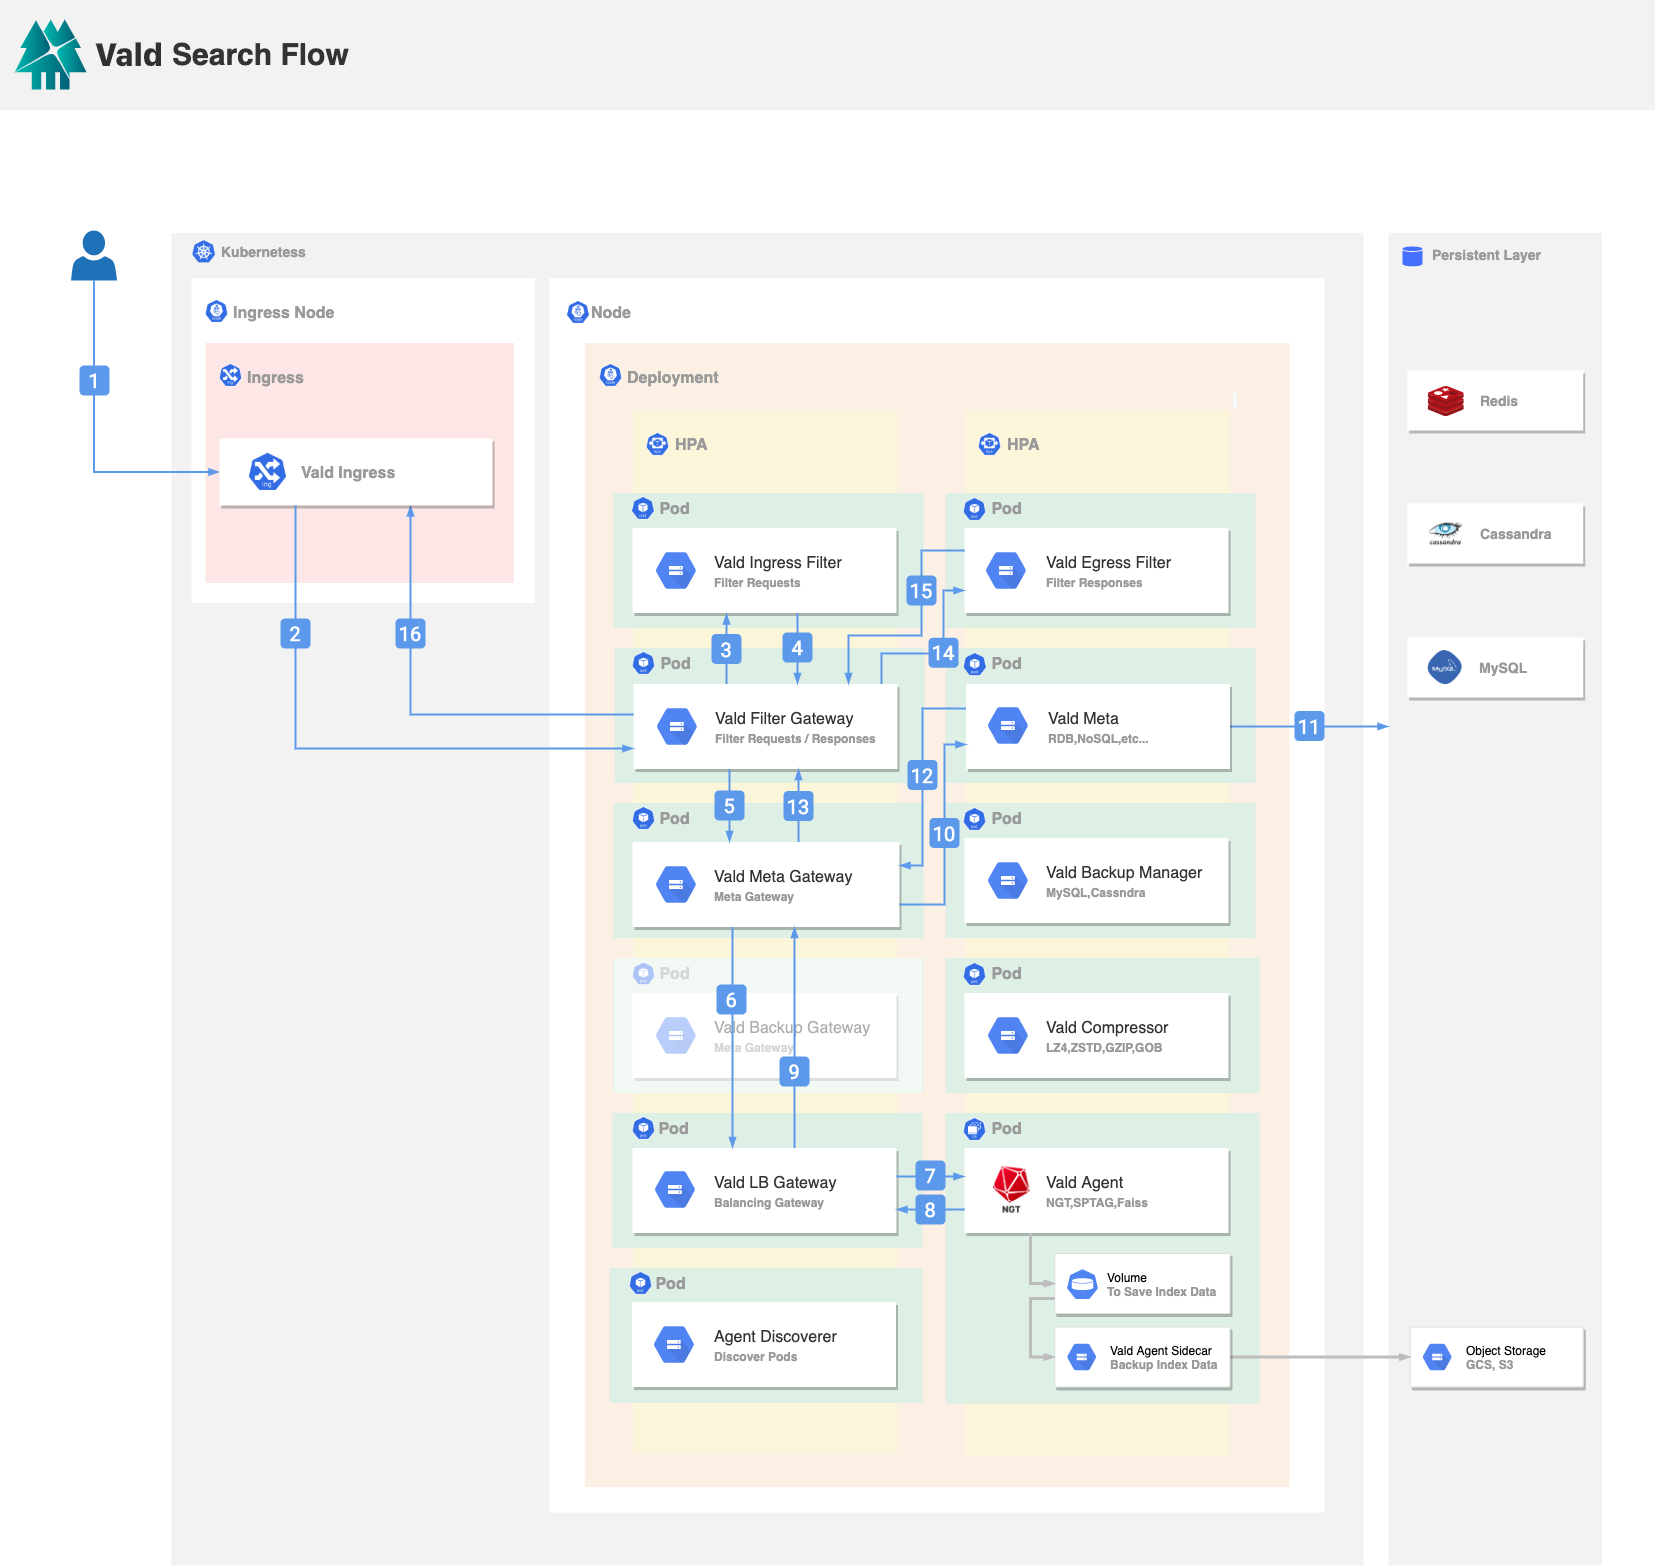 Vald Search Flow
Kubernetess
Persistent Layer
Ingress Node
Node
Ingress
Deployment
1
Redis
HPA
HPA
Vald Ingress
ing
Pod
Pod
Cassandra
cassandra
Vald Ingress Filter
Filter Requests
Vald Egress Filter
Filter Responses
15
2
16
3
4
14
Pod
Pod
MySQL
MySQL
Vald Filter Gateway
Filter Requests / Responses
Vald Meta
RDB,NoSQL,etc...
11
12
5
13
10
Pod
Pod
Vald Meta Gateway
Meta Gateway
Vald Backup Manager
MySQL,Cassndra
Pod
Pod
6
Vald Backup Gateway
Meta Gateway
Vald Compressor
LZ4,ZSTD,GZIP,GOB
9
Pod
Pod
7
Vald LB Gateway
Balancing Gateway
NGT
Vald Agent
NGT,SPTAG,Faiss
8
Volume
To Save Index Data
Pod
Agent Discoverer
Discover Pods
Vald Agent Sidecar
Backup Index Data
Object Storage
GCS, S3